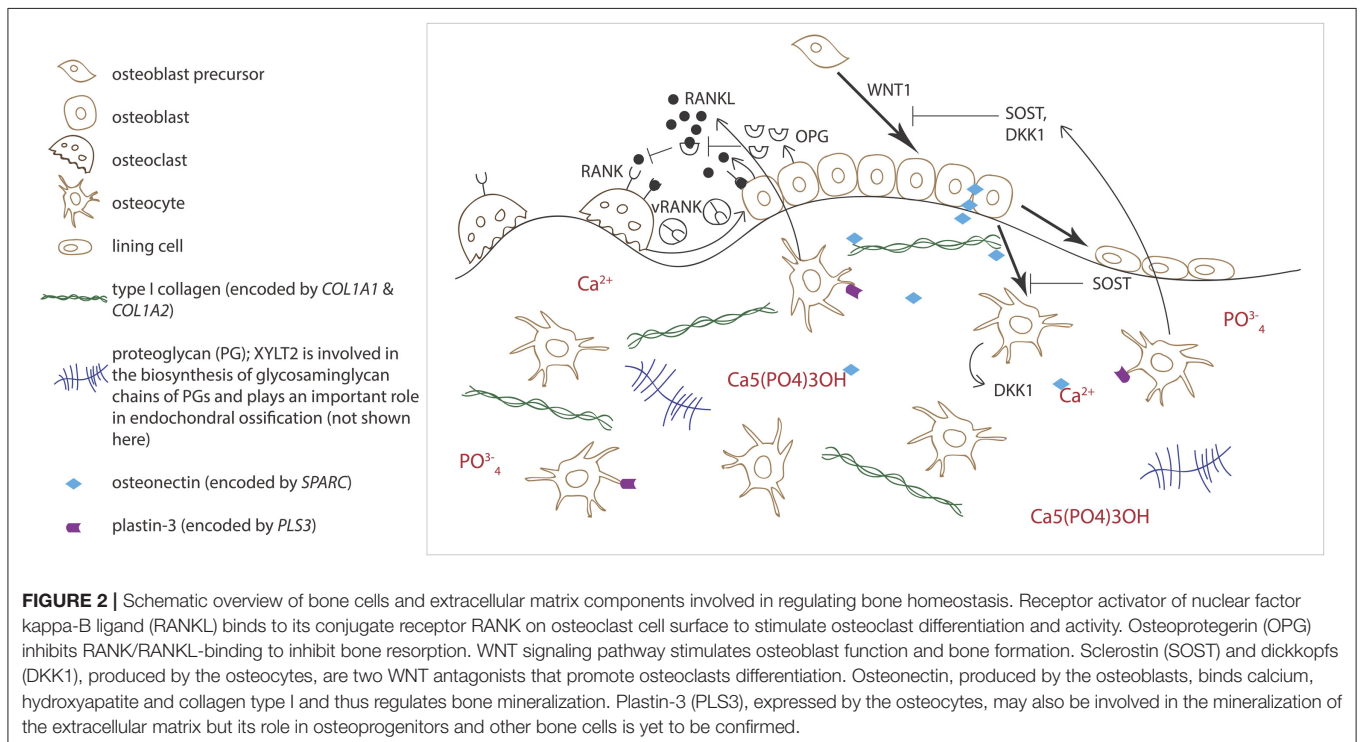 osteoblast precursor
osteoblast
osteoclast
osteocyte
lining cell
type I collagen (encoded by COL1A1 &
COL1A2)
proteoglycan (PG); XYLT2 is involved in
the biosynthesis of glycosaminglycan
chains of PGs and plays an important role
in endochondral ossification (not shown
here)
osteonectin (encoded by SPARC)
plastin-3 (encoded by PLS3)
RANKL
WNT1
SOST,
DKK1
OPG
RANK
vRANK
Ca2+
SOST
PO3-4
Ca5(PO4)3OH
DKK1
Ca2+
PO3-4
Ca5(PO4)3OH
FIGURE 2 | Schematic overview of bone cells and extracellular matrix components involved in regulating bone homeostasis. Receptor activator of nuclear factor
kappa-B ligand (RANKL) binds to its conjugate receptor RANK on osteoclast cell surface to stimulate osteoclast differentiation and activity. Osteoprotegerin (OPG)
inhibits RANK/RANKL-binding to inhibit bone resorption. WNT signaling pathway stimulates osteoblast function and bone formation. Sclerostin (SOST) and dickkopfs
(DKK1), produced by the osteocytes, are two WNT antagonists that promote osteoclasts differentiation. Osteonectin, produced by the osteoblasts, binds calcium,
hydroxyapatite and collagen type I and thus regulates bone mineralization. Plastin-3 (PLS3), expressed by the osteocytes, may also be involved in the mineralization of
the extracellular matrix but its role in osteoprogenitors and other bone cells is yet to be confirmed.